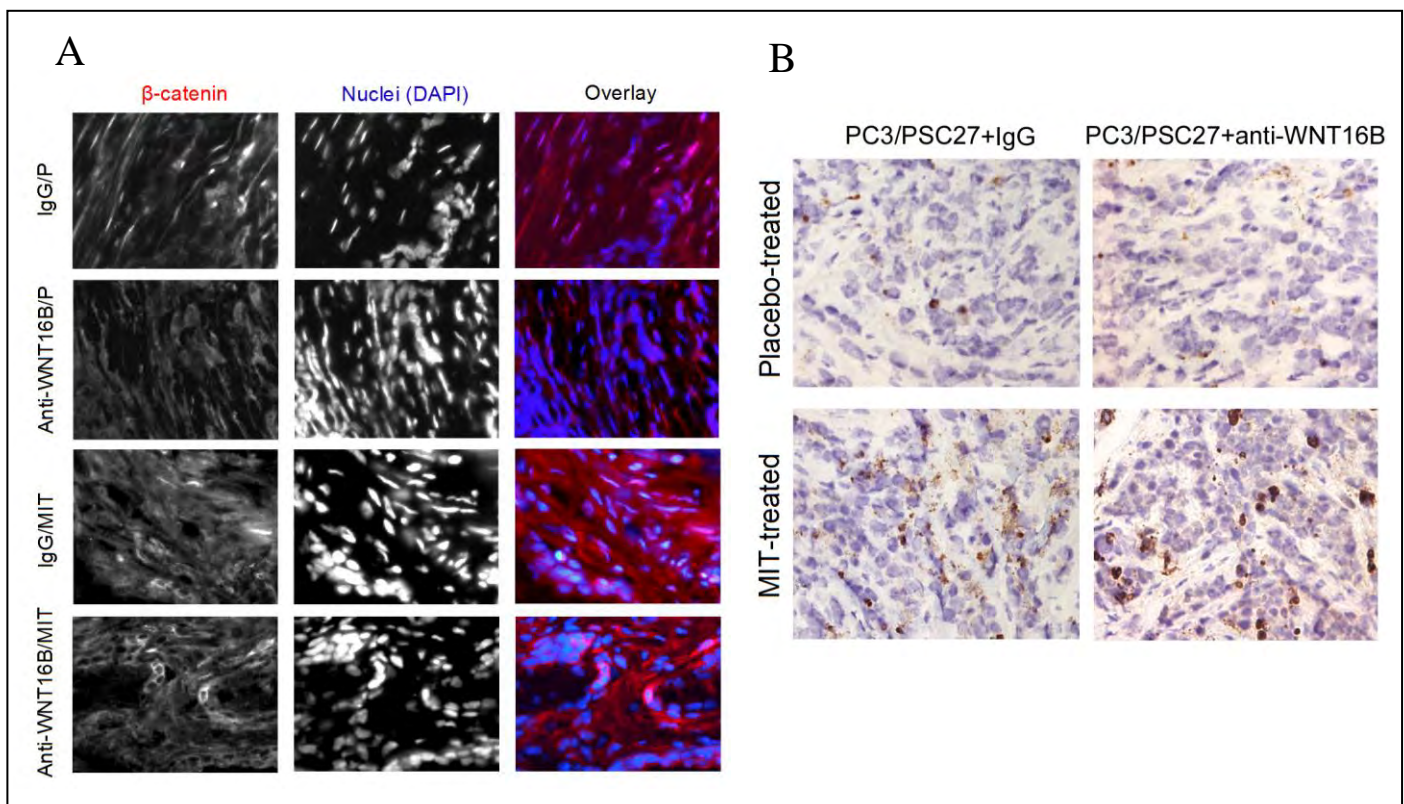 A
β-catenin Nuclei (DAPI) Overlay
IgG/P
Anti-WNT16B/P
IgG/MIT
Anti-WNT16B/MIT
B
PC3/PSC27+IgG PC3/PSC27+anti-WNT16B
Placebo-treated
MIT-treated